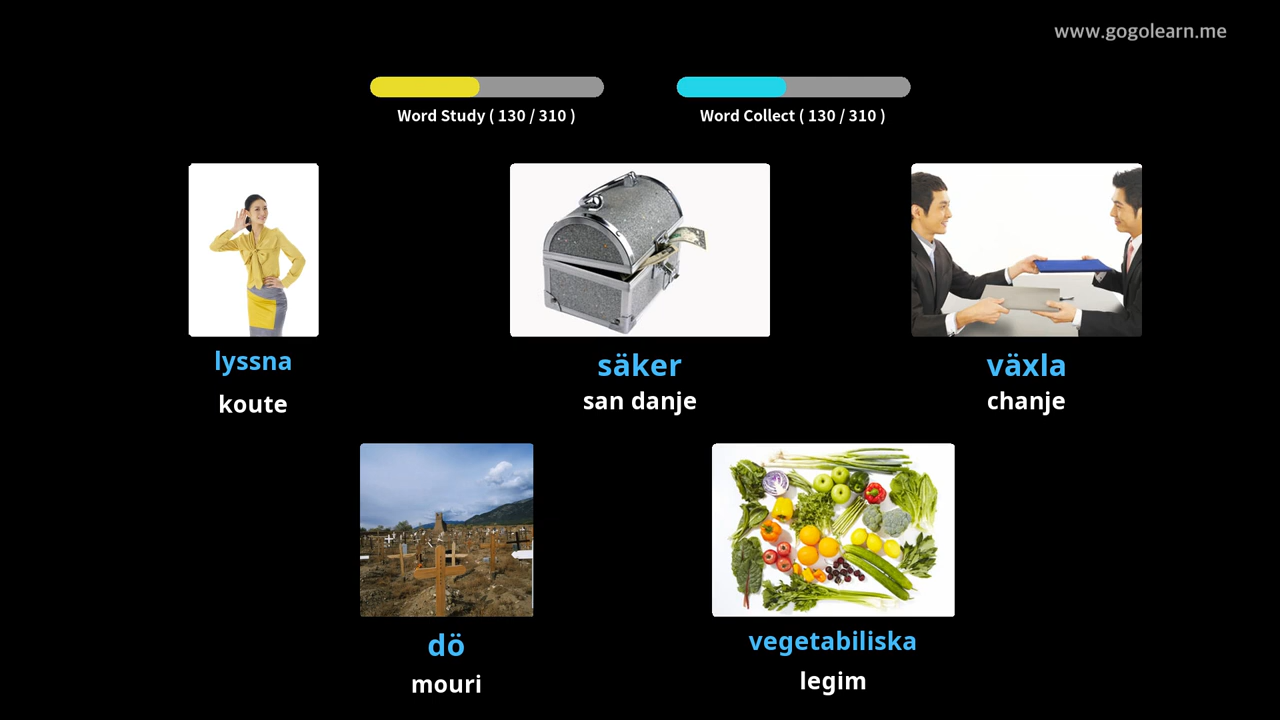 www.gogolearn.me
Word Study ( 130 / 310 )
Word Collect ( 130 / 310 )
lyssna
koute
säker
san danje
växla
chanje
dö
mouri
vegetabiliska
legim